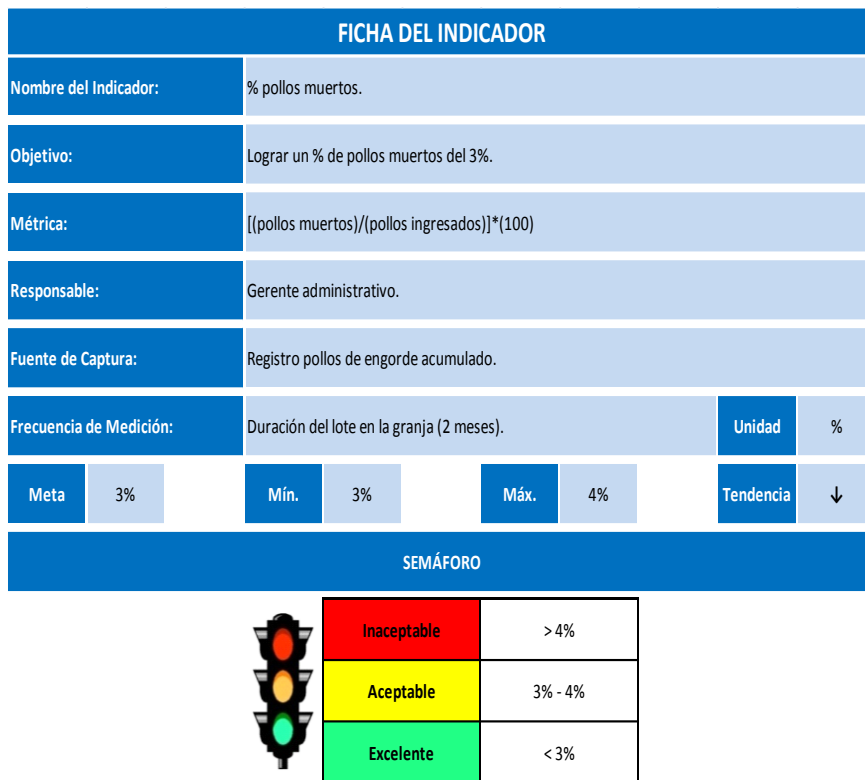 FICHA DEL INDICADOR
Nombre del Indicador: % pollos muertos.
Objetivo: Lograr un % de pollos muertos del 3%.
Métrica: [(pollos muertos)/(pollos ingresados)]*(100)
Responsable: Gerente administrativo.
Fuente de Captura: Registro pollos de engorde acumulado.
Frecuencia de Medición: Duración del lote en la granja (2 meses). Unidad %
Meta 3% Mín. 3% Máx. 4% Tendencia ↓
SEMÁFORO
Inaceptable > 4%
Aceptable 3% - 4%
Excelente < 3%